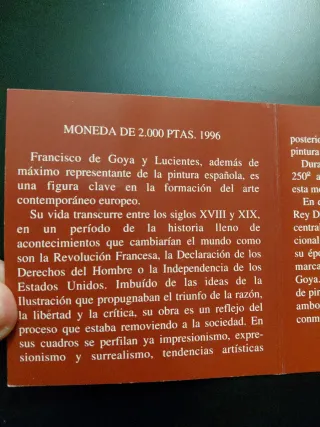 MONEDA DE 2.000 PTAS. 1996
Francisco de Goya y Lucientes, además de
máximo representante de la pintura española, es
una figura clave en la formación del arte
contemporáneo europeo.
Su vida transcurre entre los siglos XVIII y XIX,
en un período de la historia lleno de
acontecimientos que cambiarían el mundo como
son la Revolución Francesa, la Declaración de los
Derechos del Hombre o la Independencia de los
Estados Unidos. Imbuído de las ideas de la
Ilustración que propugnaban el triunfo de la razón,
la libertad y la crítica, su obra es un reflejo del
proceso que estaba removiendo a la sociedad. En
sus cuadros se perfilan ya impresionismo, expre-
sionismo y surrealismo, tendencias artísticas
posterio
pintura
Dura
250º a
esta mo
En e
Rey D
central
cional
su épo
marca
Goya.
de pin
ambo
conm